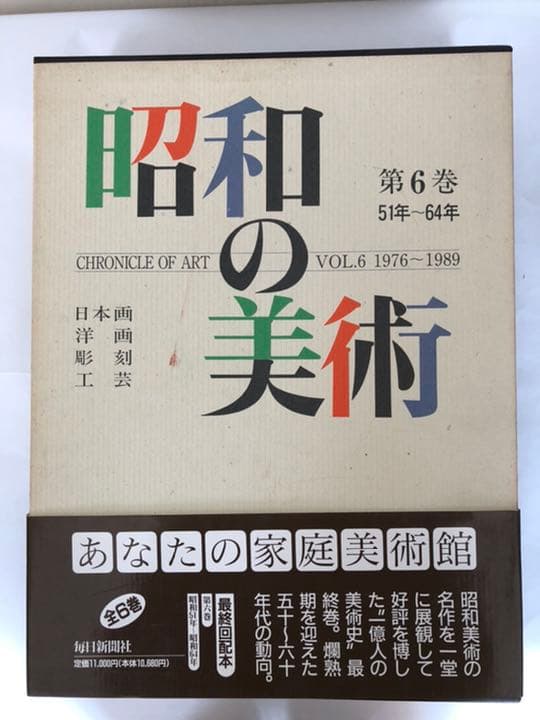 昭和
の
美術
第6巻
51年～64年
CHRONICLE OF ART VOL.6 1976～1989
日本画
洋画
彫刻
工芸
あなたの家庭美術館
昭和美術の
名作を一堂
に展観して
好評を博し
た“一億人の
美術史”最
終巻。爛熟
期を迎えた
五十～六十
年代の動向。
最終回配本
第六巻
昭和51年～昭和64年
全6巻
毎日新聞社
定価11,000円(本体10,680円)